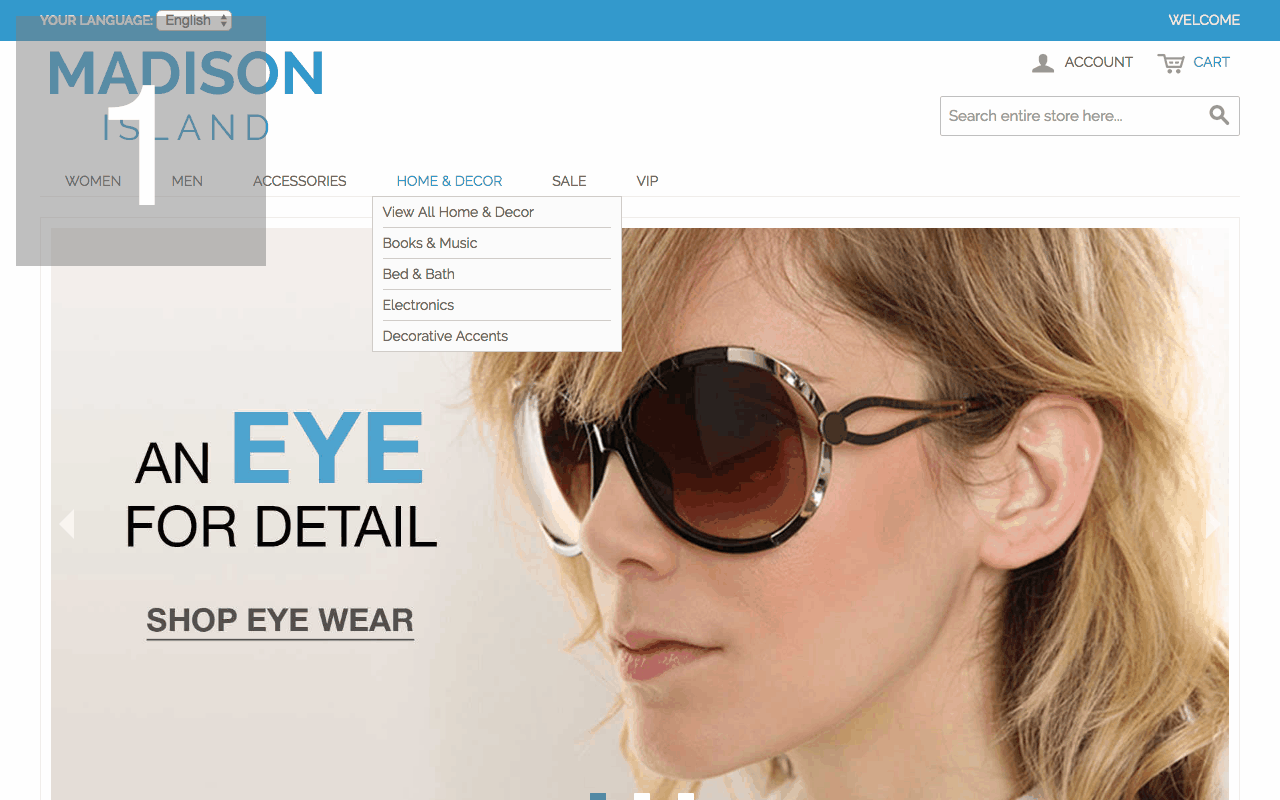 YOUR LANGUAGE: English WELCOME
MADISON
ISLAND
1
ACCOUNT CART
Search entire store here...
WOMEN MEN ACCESSORIES HOME & DECOR SALE VIP
View All Home & Decor
Books & Music
Bed & Bath
Electronics
Decorative Accents
AN EYE
FOR DETAIL
SHOP EYE WEAR